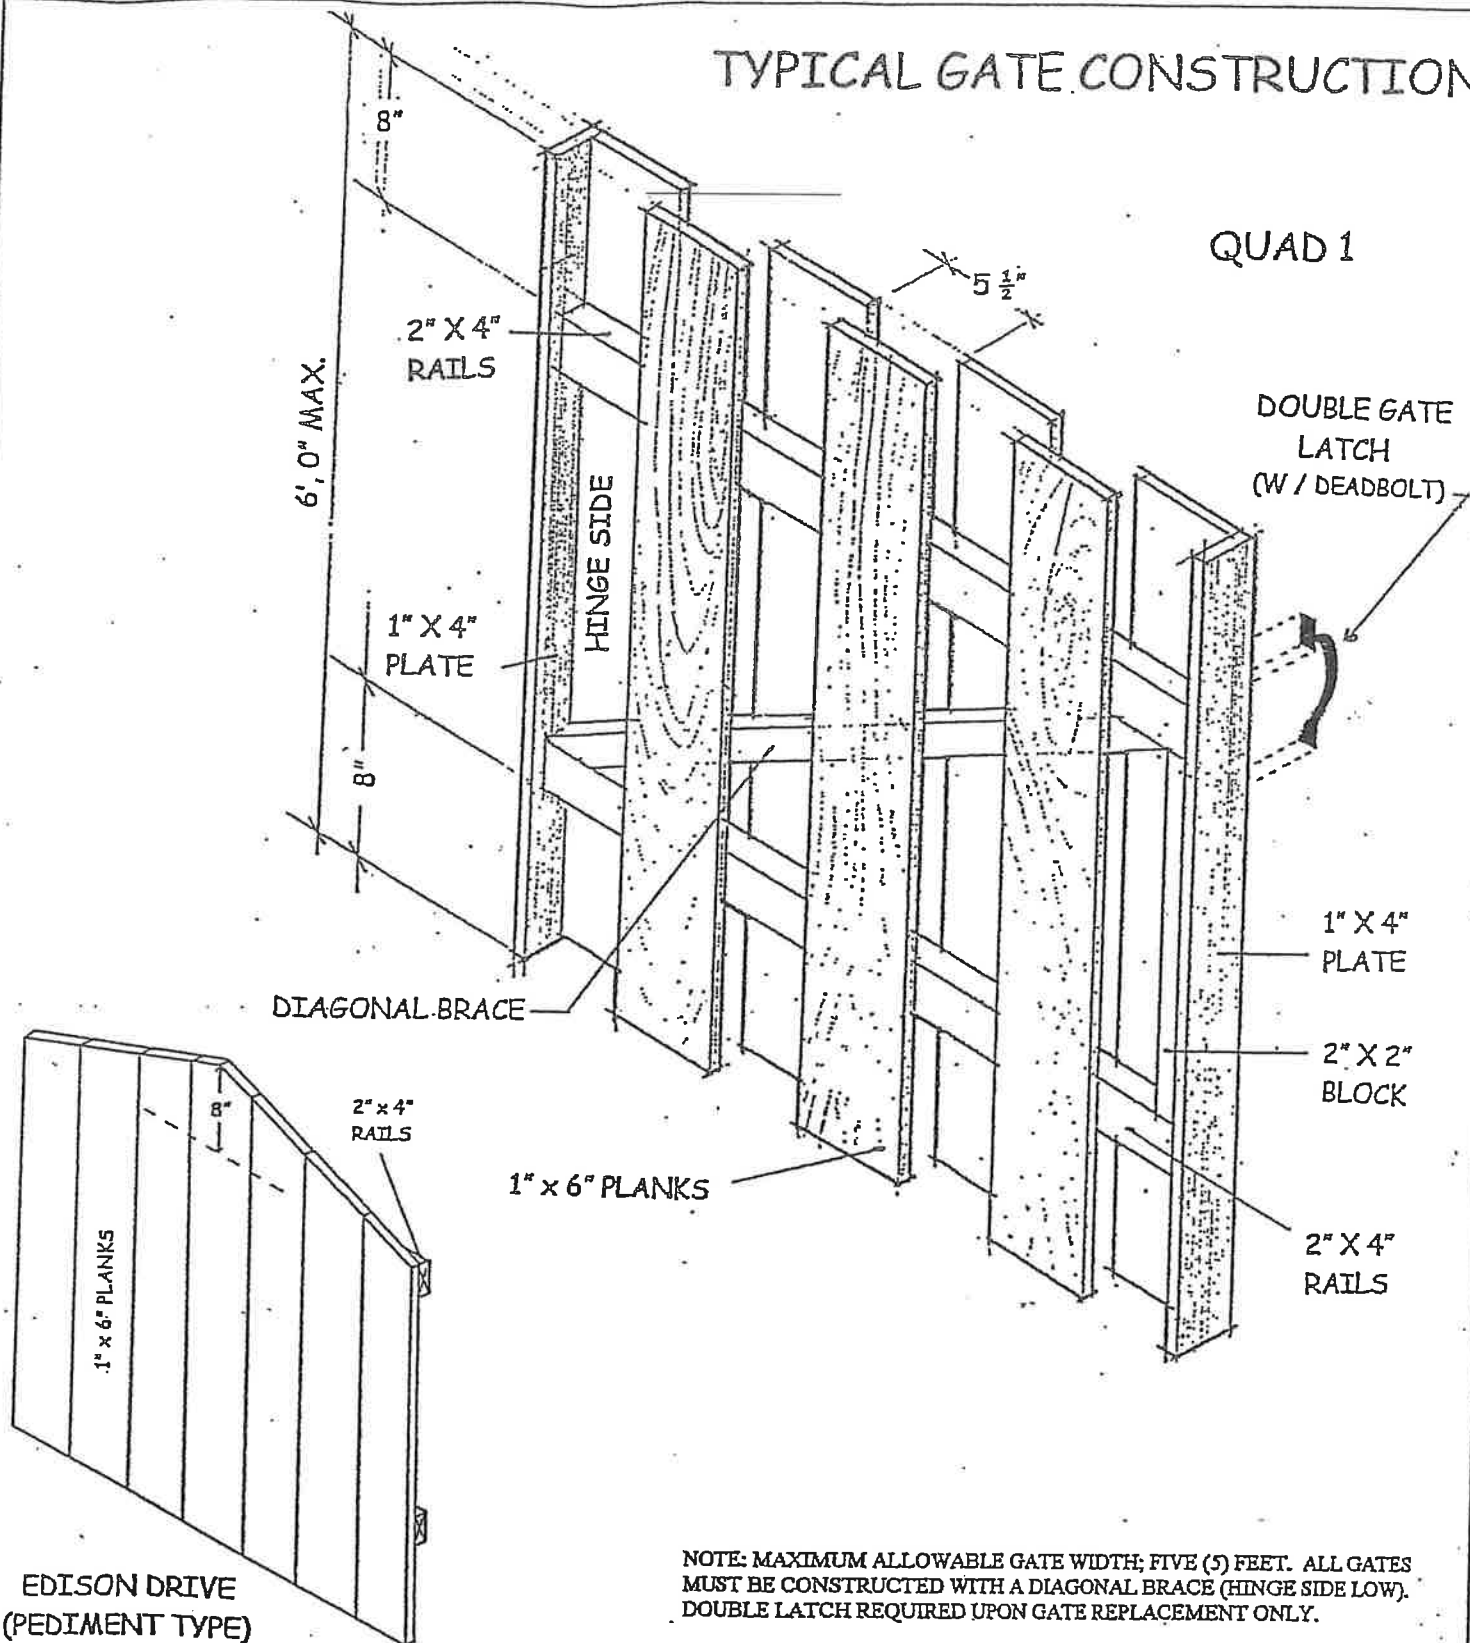 TYPICAL GATE CONSTRUCTION
8"
QUAD 1
5 1/2"
2" X 4"
RAILS
6', 0" MAX.
DOUBLE GATE
LATCH
(W / DEADBOLT)
HINGE SIDE
1" X 4"
PLATE
8"
1" X 4"
PLATE
DIAGONAL BRACE
2" X 2"
BLOCK
8"
2" x 4"
RAILS
1" x 6" PLANKS
1" x 6" PLANKS
2" X 4"
RAILS
EDISON DRIVE
(PEDIMENT TYPE)
NOTE: MAXIMUM ALLOWABLE GATE WIDTH; FIVE (5) FEET. ALL GATES
MUST BE CONSTRUCTED WITH A DIAGONAL BRACE (HINGE SIDE LOW).
DOUBLE LATCH REQUIRED UPON GATE REPLACEMENT ONLY.